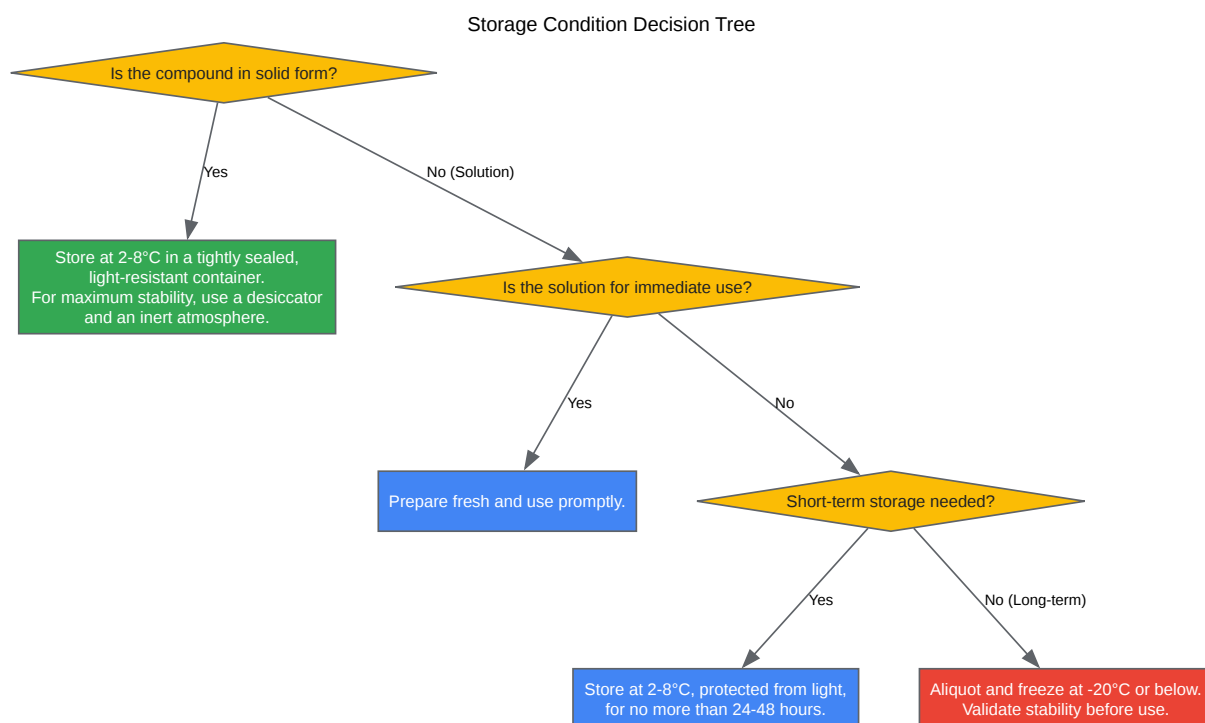 Storage Condition Decision Tree
Is the compound in solid form?
Yes
No (Solution)
Store at 2-8°C in a tightly sealed,
light-resistant container.
For maximum stability, use a desiccator
and an inert atmosphere.
Is the solution for immediate use?
Yes
No
Prepare fresh and use promptly.
Short-term storage needed?
Yes
No (Long-term)
Store at 2-8°C, protected from light,
for no more than 24-48 hours.
Aliquot and freeze at -20°C or below.
Validate stability before use.